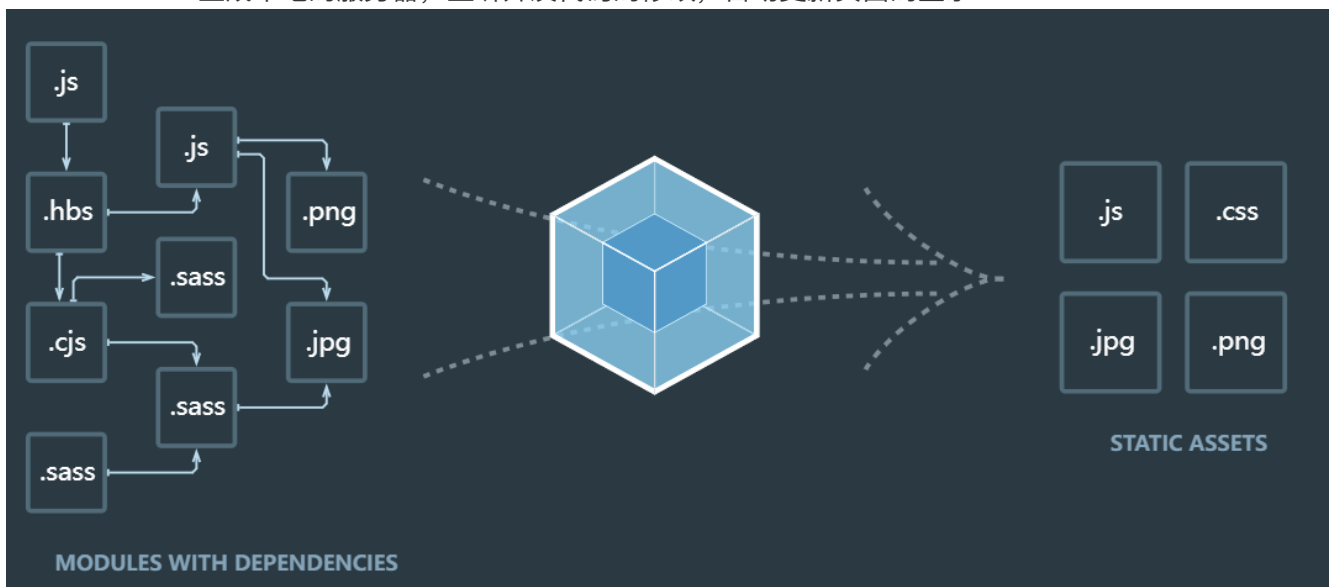 .js
.js
.hbs
.png
.sass
.cjs
.jpg
.sass
.sass
MODULES WITH DEPENDENCIES
.js
.css
.jpg
.png
STATIC ASSETS